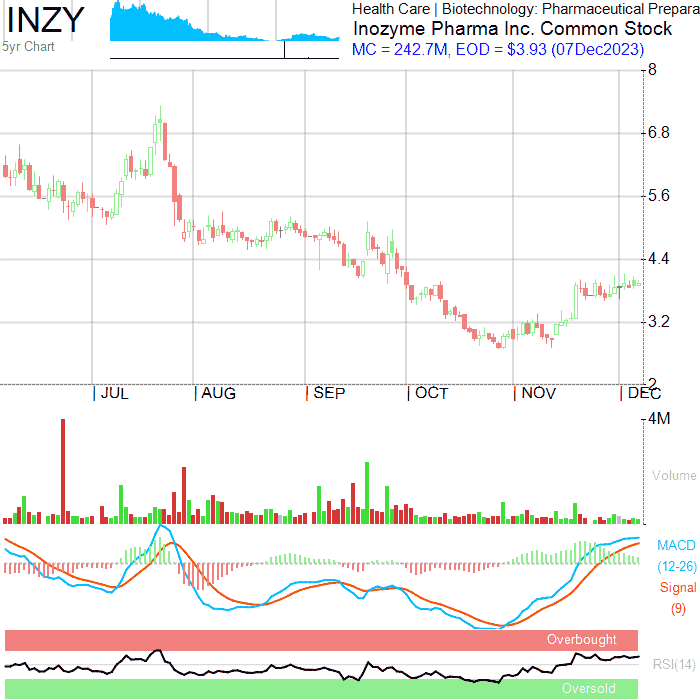 INZY
5yr Chart
Health Care | Biotechnology: Pharmaceutical Prepara
Inozyme Pharma Inc. Common Stock
MC = 242.7M, EOD = $3.93 (07Dec2023)
8
6.8
5.6
4.4
3.2
2
| JUL | AUG | SEP | OCT | NOV | DEC
4M
Volume
MACD
(12-26)
Signal
(9)
Overbought
RSI(14)
Oversold